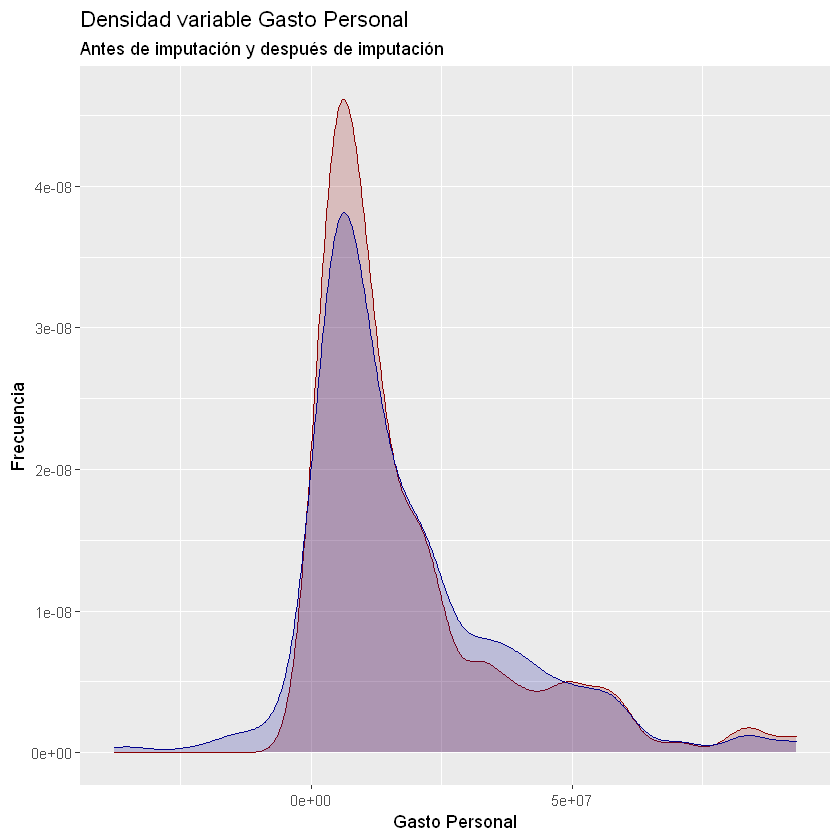 Densidad variable Gasto Personal
Antes de imputación y después de imputación
Frecuencia
4e-08
3e-08
2e-08
1e-08
0e+00
0e+00
5e+07
Gasto Personal